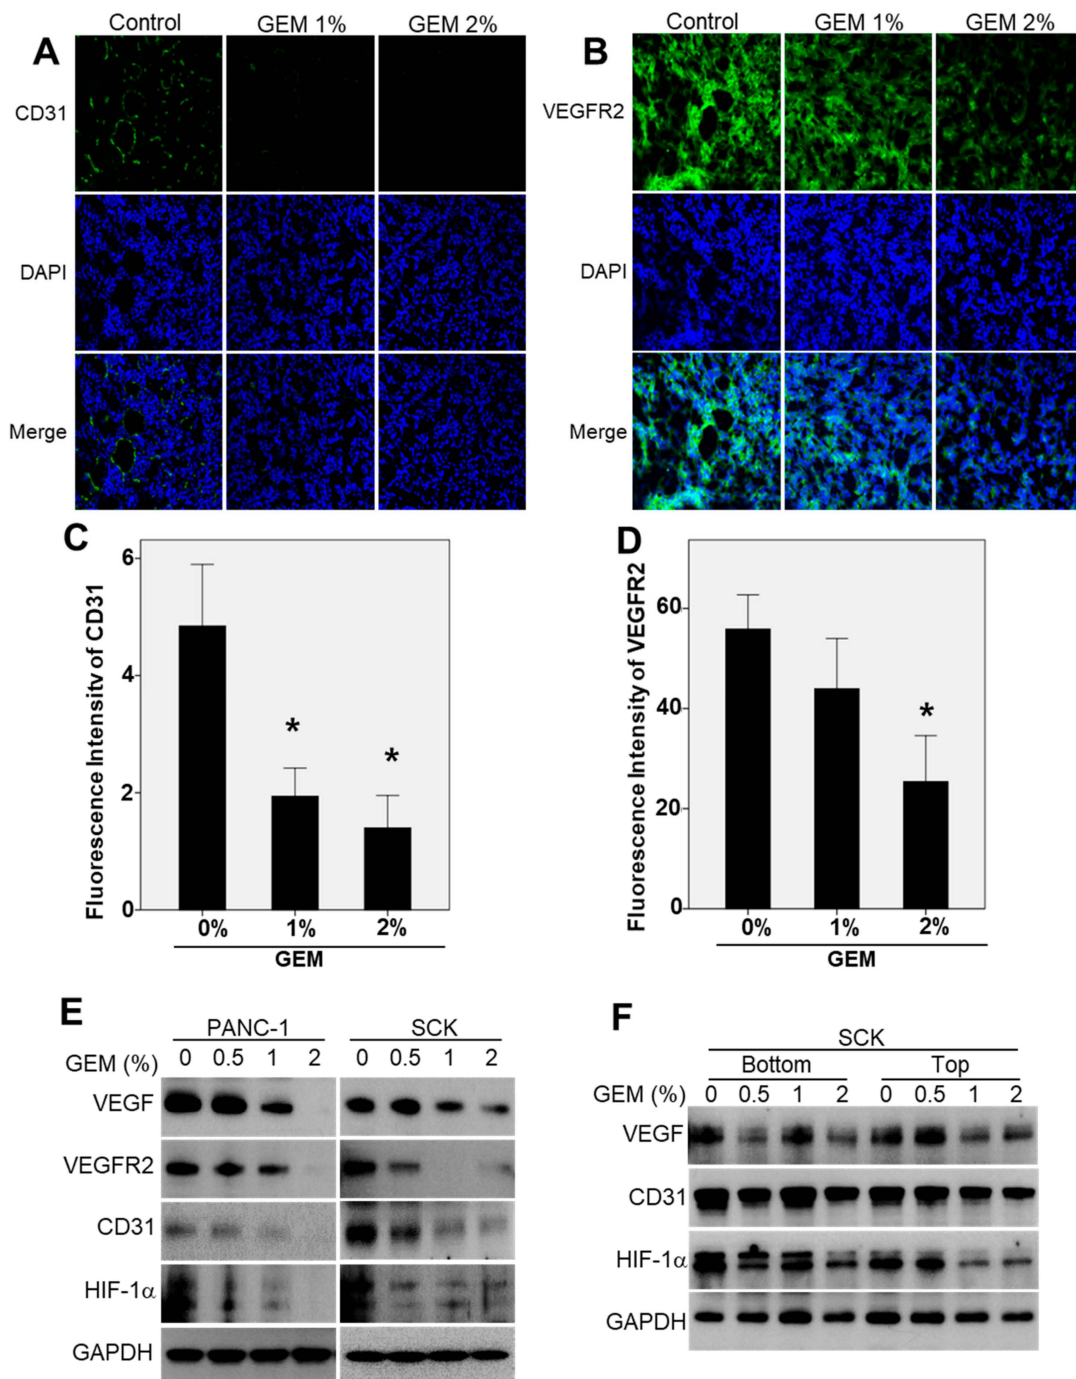 A
Control GEM 1% GEM 2%
CD31
DAPI
Merge
B
Control GEM 1% GEM 2%
VEGFR2
DAPI
Merge
C
Fluorescence Intensity of CD31
6
4
2
0
* *
0% 1% 2%
GEM
D
Fluorescence Intensity of VEGFR2
60
40
20
0
*
0% 1% 2%
GEM
E
PANC-1 SCK
GEM (%) 0 0.5 1 2 0 0.5 1 2
VEGF
VEGFR2
CD31
HIF-1α
GAPDH
F
SCK
Bottom Top
GEM (%) 0 0.5 1 2 0 0.5 1 2
VEGF
CD31
HIF-1α
GAPDH